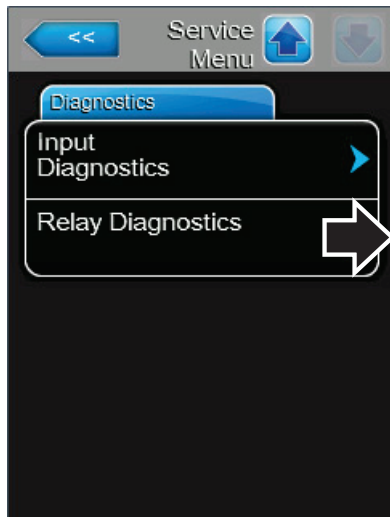 <<
Service
Menu
Diagnostics
Input
Diagnostics
Relay Diagnostics